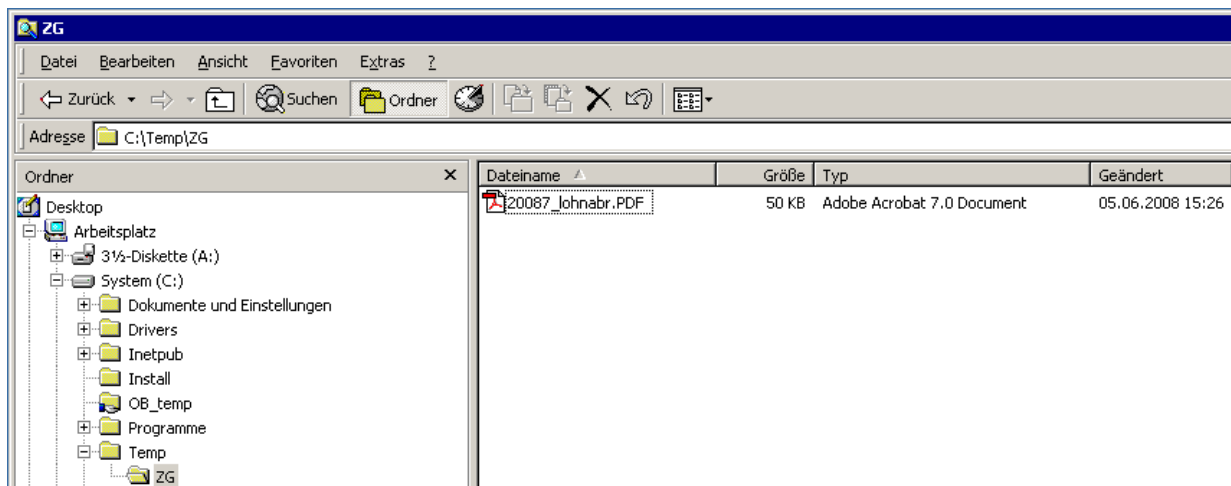 ZG
Datei Bearbeiten Ansicht Favoriten Extras ?
Zurück Suchen Ordner
Adresse C:\Temp\ZG
Ordner
Desktop
Arbeitsplatz
3½-Diskette (A:)
System (C:)
Dokumente und Einstellungen
Drivers
Inetpub
Install
OB_temp
Programme
Temp
ZG
Dateiname Größe Typ Geändert
20087_lohnabr.PDF 50 KB Adobe Acrobat 7.0 Document 05.06.2008 15:26